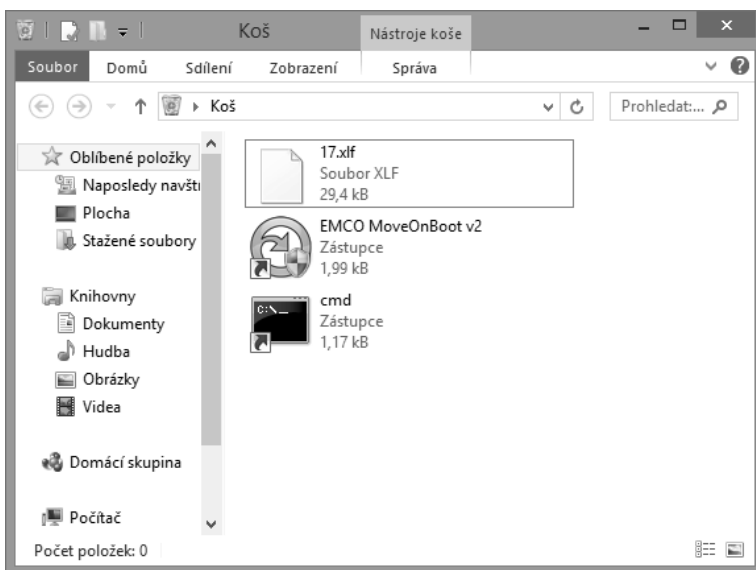 Koš
Nástroje koše
Soubor Domů Sdílení Zobrazení Správa
Koš
Prohledat:...
Oblíbené položky
Naposledy navšti
Plocha
Stažené soubory
Knihovny
Dokumenty
Hudba
Obrázky
Videa
Domácí skupina
Počítač
17.xlf
Soubor XLF
29,4 kB
EMCO MoveOnBoot v2
Zástupce
1,99 kB
C:\_
cmd
Zástupce
1,17 kB
Počet položek: 0